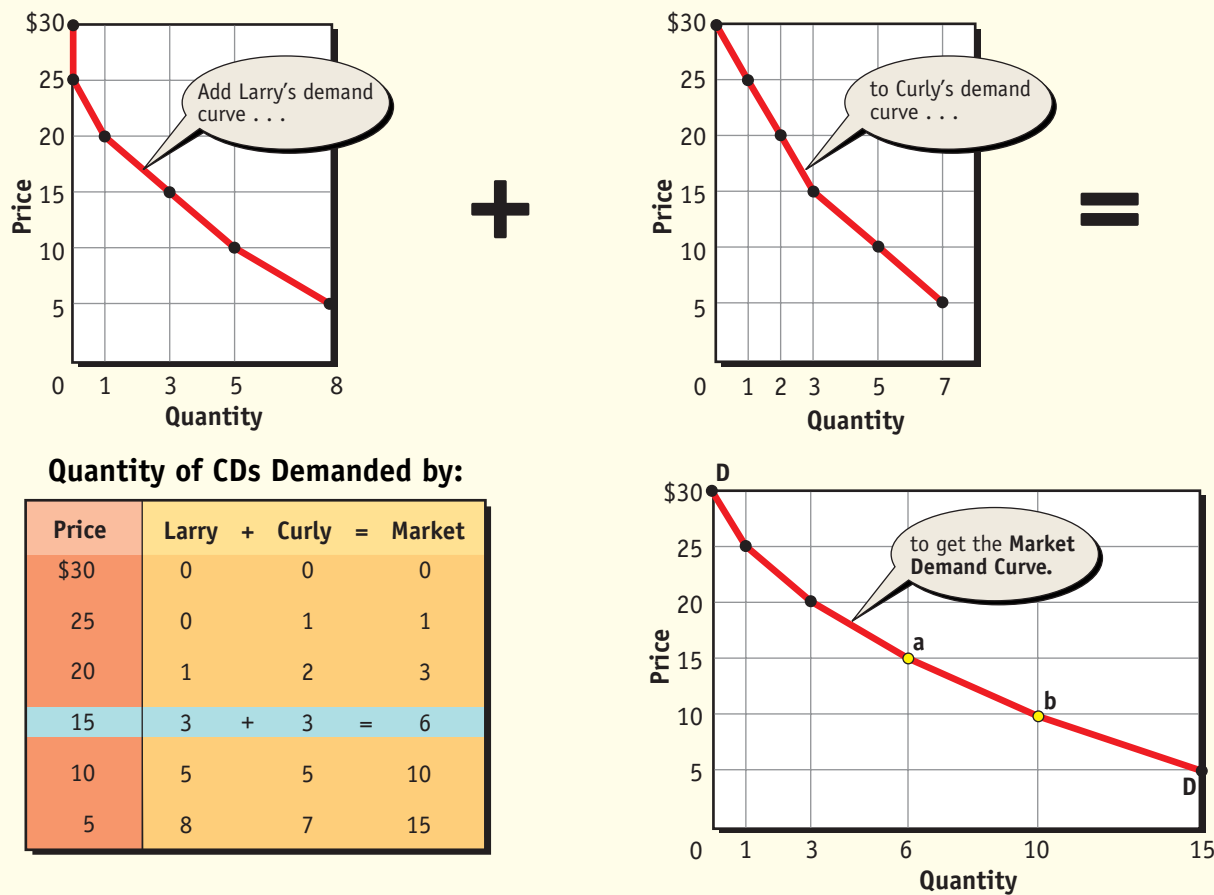 $30
25
20
15
10
5
Price
0 1 3 5 8
Quantity
Add Larry's demand
curve . . .
+
$30
25
20
15
10
5
Price
0 1 2 3 5 7
Quantity
to Curly's demand
curve . . .
=
Quantity of CDs Demanded by:
Price Larry + Curly = Market
$30 0 0 0
25 0 1 1
20 1 2 3
15 3 + 3 = 6
10 5 5 10
5 8 7 15
D
$30
25
20
15
10
5
Price
to get the Market
Demand Curve.
a
b
D
0 1 3 6 10 15
Quantity